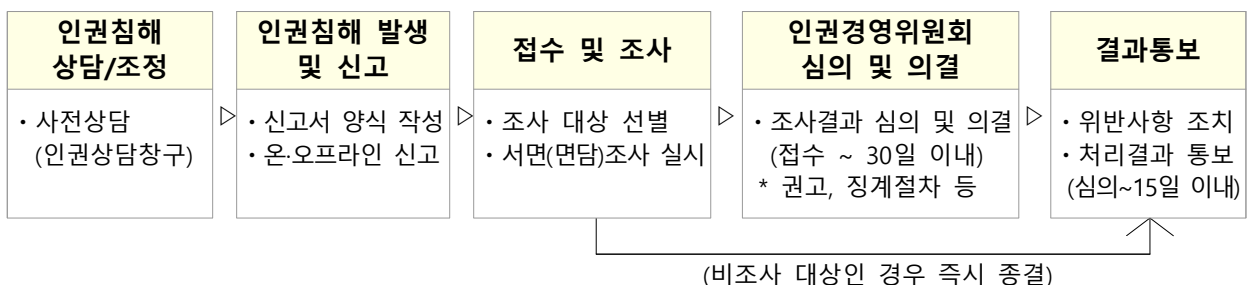 인권침해
상담/조정
・사전상담
(인권상담창구)
▷
인권침해 발생
및 신고
・신고서 양식 작성
・온·오프라인 신고
▷
접수 및 조사
・조사 대상 선별
・서면(면담)조사 실시
▷
인권경영위원회
심의 및 의결
・조사결과 심의 및 의결
(접수 ~ 30일 이내)
* 권고, 징계절차 등
▷
결과통보
・위반사항 조치
・처리결과 통보
(심의~15일 이내)
(비조사 대상인 경우 즉시 종결)